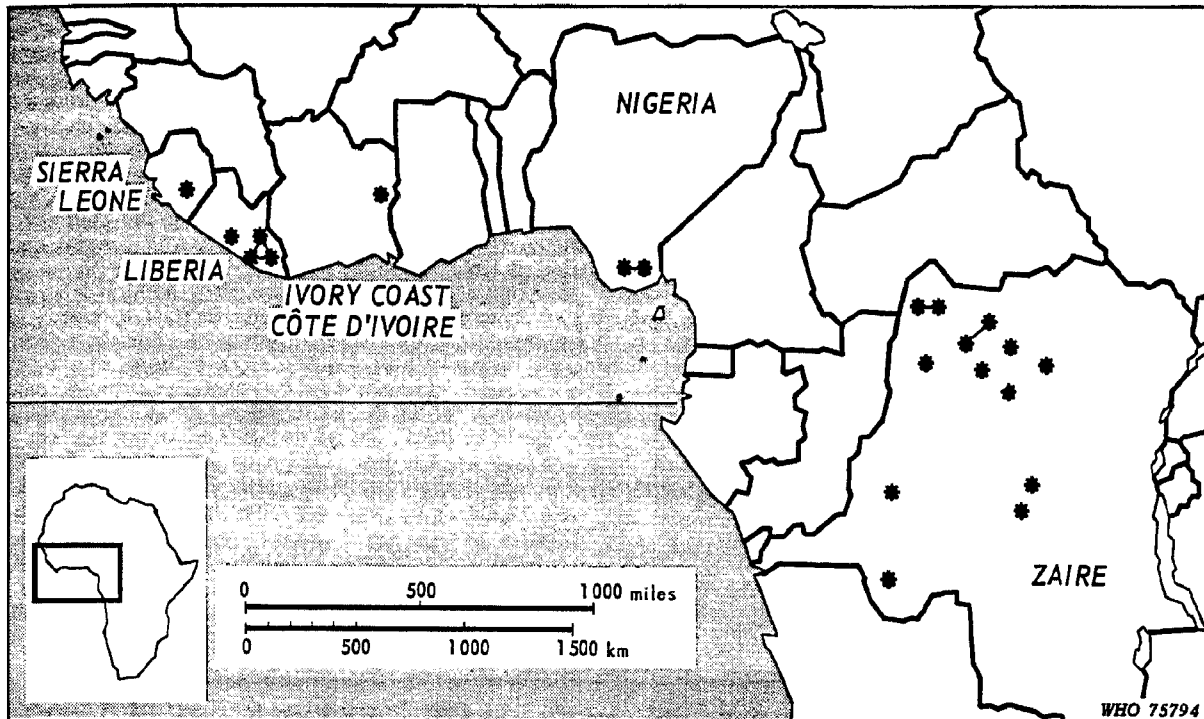 NIGERIA
SIERRA
LEONE
LIBERIA
IVORY COAST
CÔTE D'IVOIRE
ZAIRE
0 500 1000 miles
0 500 1000 1500 km
WHO 75794